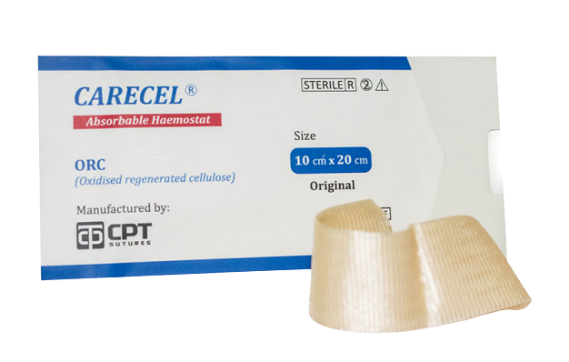 CARECEL®
Absorbable Haemostat
ORC
(Oxidised regenerated cellulose)
Manufactured by:
CPT
SUTURES
STERILE R
Size
10 cm x 20 cm
Original